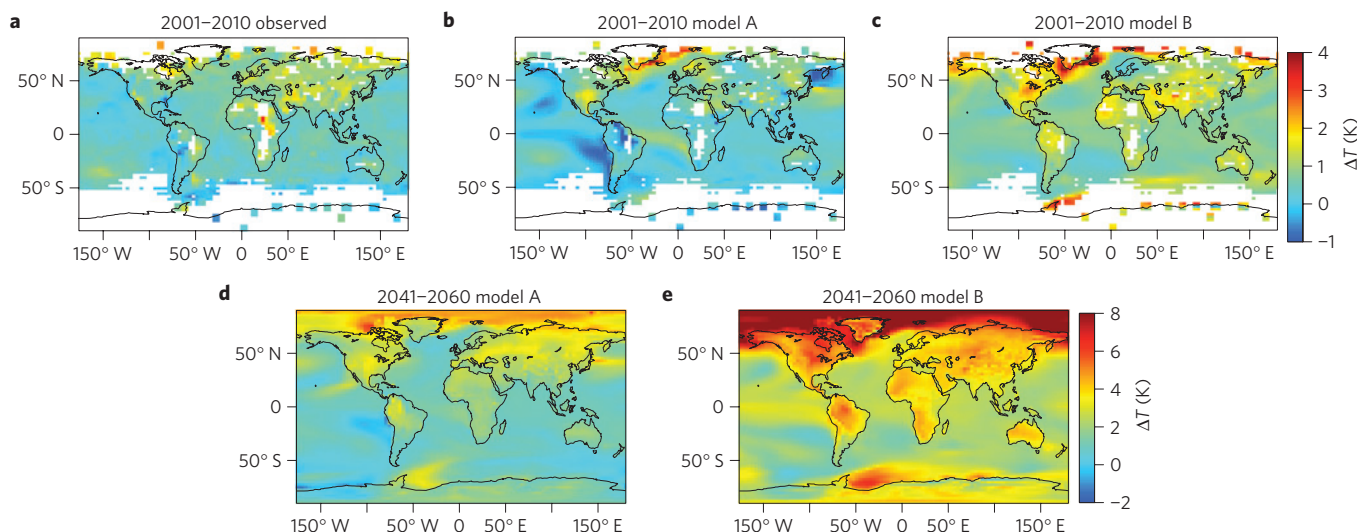 a
2001–2010 observed
b
2001–2010 model A
c
2001–2010 model B
50° N
0
50° S
150° W
50° W
0
50° E
150° E
50° N
0
50° S
150° W
50° W
0
50° E
150° E
50° N
0
50° S
150° W
50° W
0
50° E
150° E
4
3
2
1
0
−1
ΔT (K)
d
2041–2060 model A
e
2041–2060 model B
50° N
0
50° S
150° W
50° W
0
50° E
150° E
50° N
0
50° S
150° W
50° W
0
50° E
150° E
8
6
4
2
0
−2
ΔT (K)